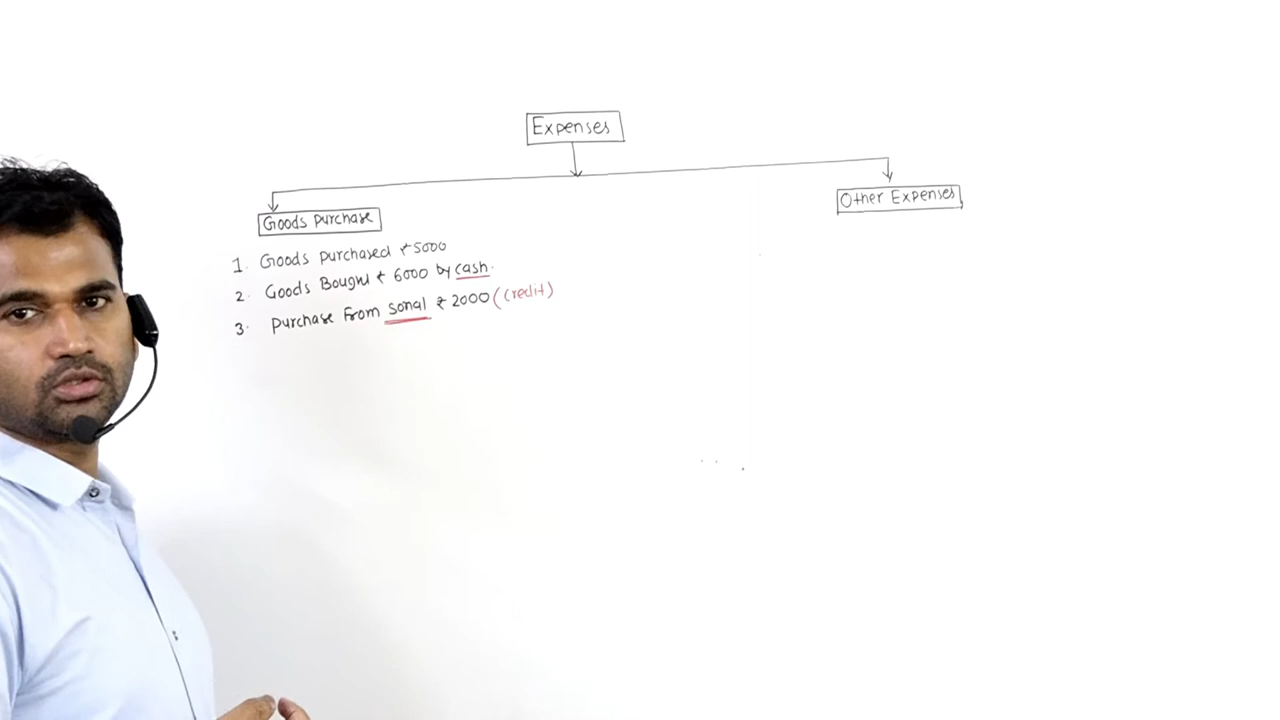 Expenses
Goods Purchase
Other Expenses
1. Goods purchased ₹5000
2. Goods Bought ₹ 6000 by cash.
3. Purchase from Sonal ₹ 2000 (credit)